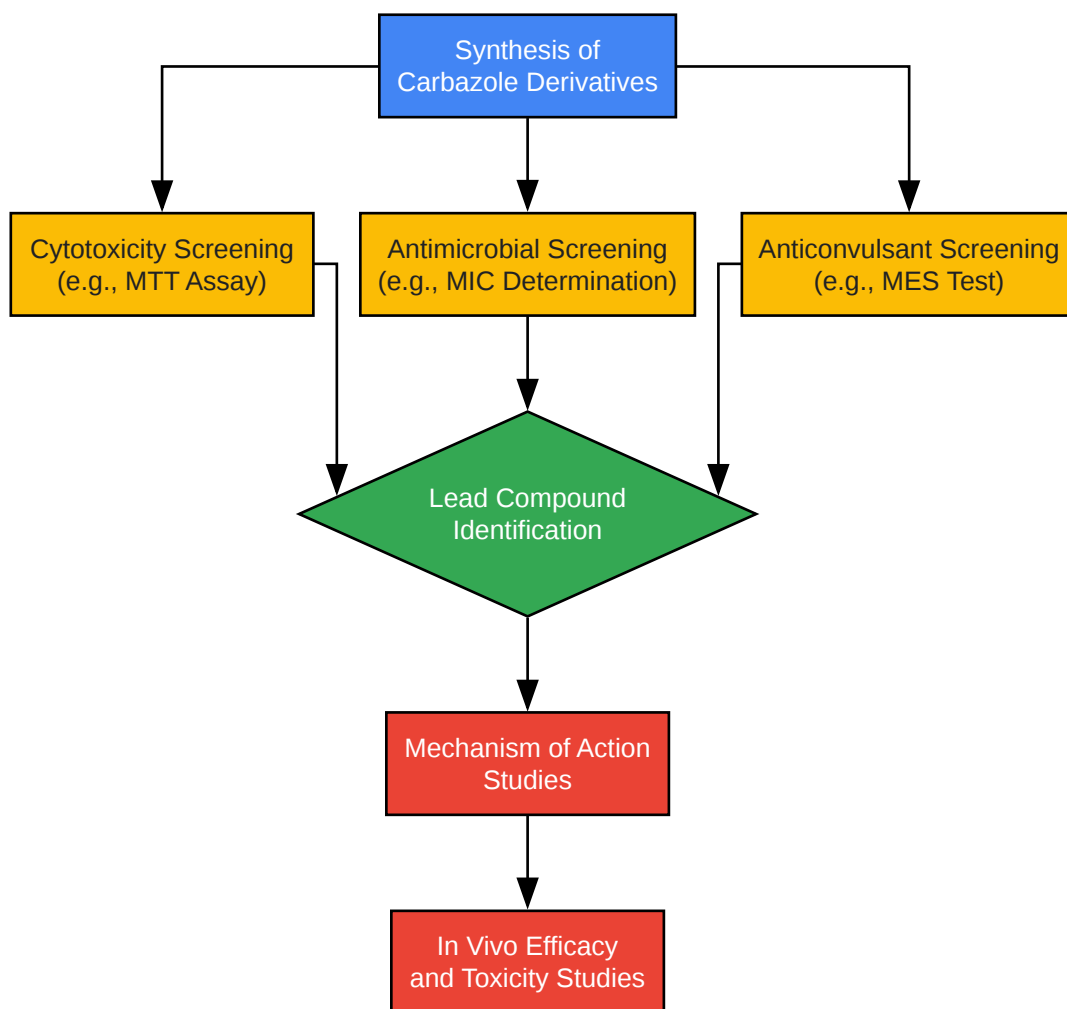 Synthesis of
Carbazole Derivatives
Cytotoxicity Screening
(e.g., MTT Assay)
Antimicrobial Screening
(e.g., MIC Determination)
Anticonvulsant Screening
(e.g., MES Test)
Lead Compound
Identification
Mechanism of Action
Studies
In Vivo Efficacy
and Toxicity Studies